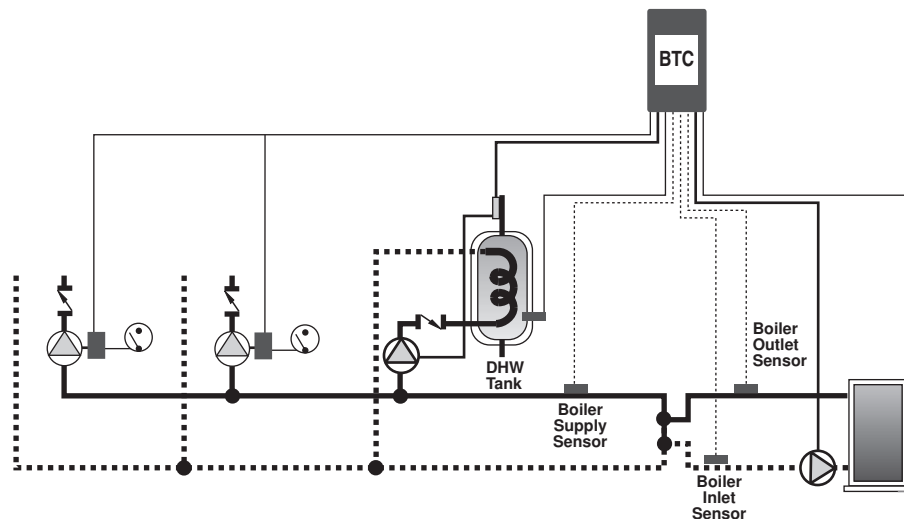 BTC
DHW
Tank
Boiler
Supply
Sensor
Boiler
Outlet
Sensor
Boiler
Inlet
Sensor